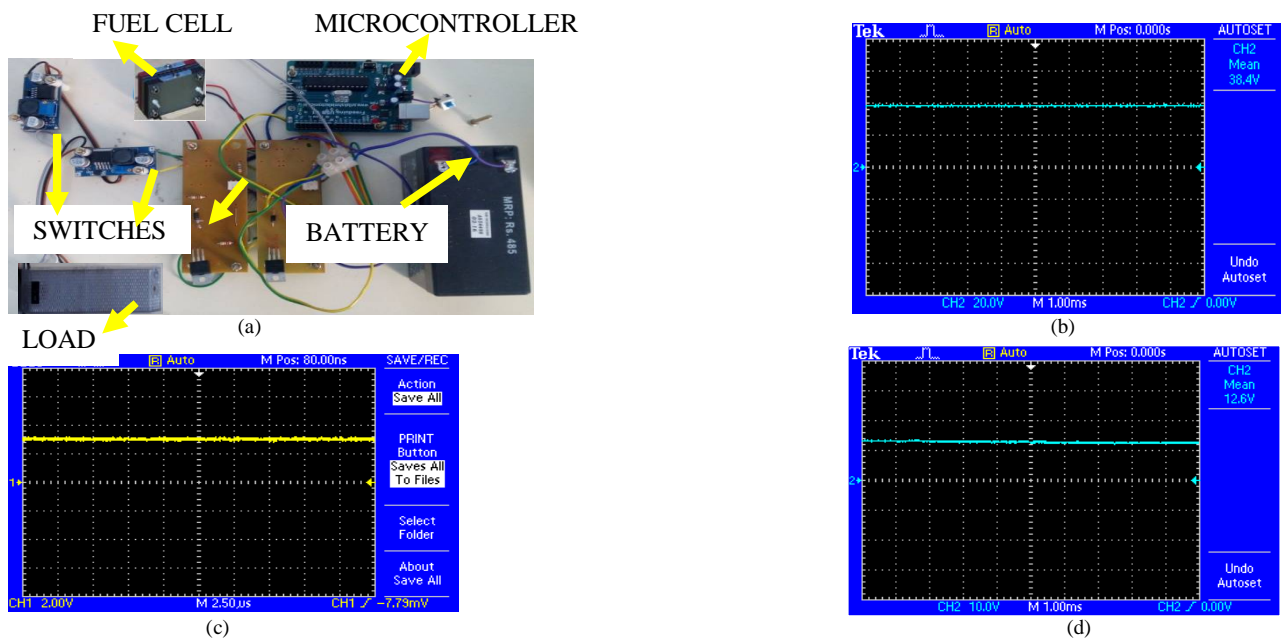 FUEL CELL MICROCONTROLLER
SWITCHES BATTERY
MRP: Rs. 485
LOAD
(a)
Tek R Auto M Pos: 0.000s AUTOSET
CH2
Mean
38.4V
2
Undo
Autoset
CH2 20.0V M 1.00ms CH2 0.00V
(b)
R Auto M Pos: 80.00ns SAVE/REC
Action
Save All
PRINT
Button
Saves All
To Files
1
Select
Folder
About
Save All
CH1 2.00V M 2.50µs CH1 -7.79mV
(c)
Tek R Auto M Pos: 0.000s AUTOSET
CH2
Mean
12.6V
2
Undo
Autoset
CH2 10.0V M 1.00ms CH2 0.00V
(d)